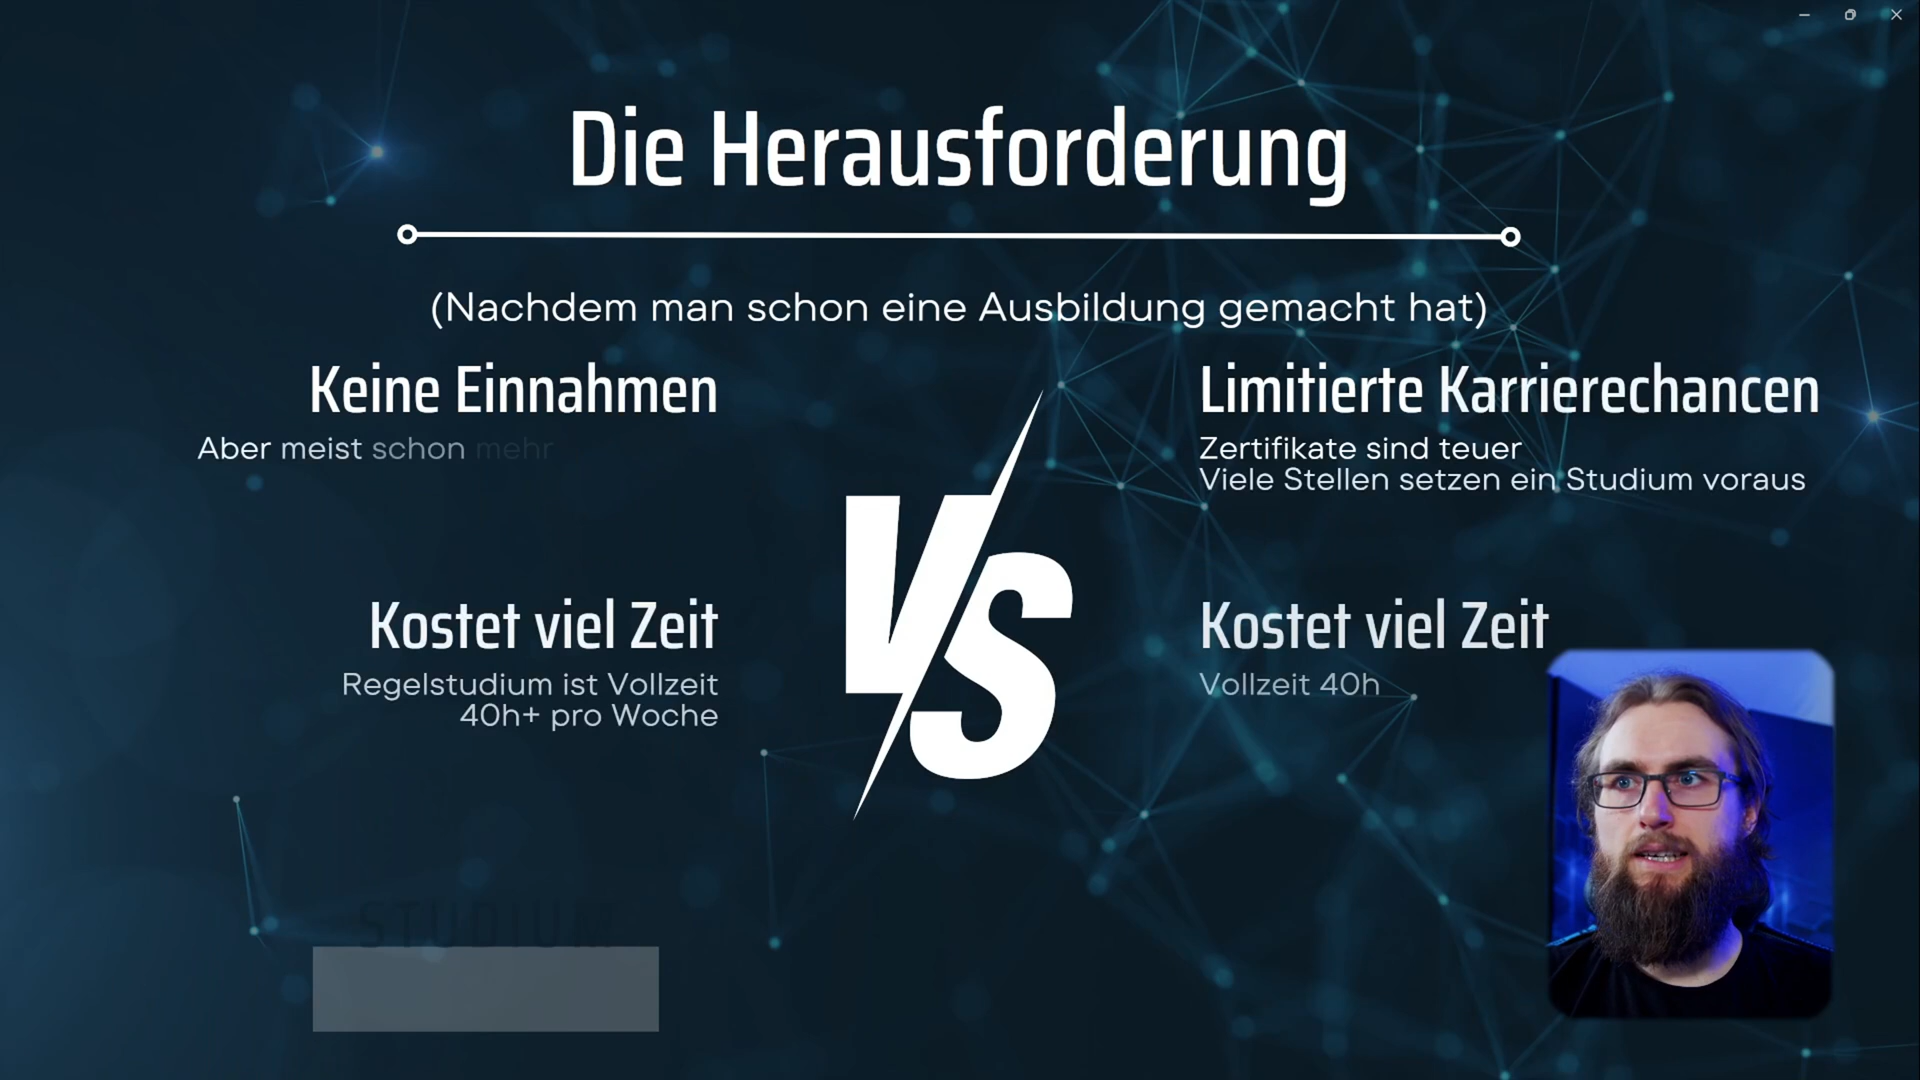 Die Herausforderung
(Nachdem man schon eine Ausbildung gemacht hat)
Keine Einnahmen
Aber meist schon mehr
Kostet viel Zeit
Regelstudium ist Vollzeit
40h+ pro Woche
VS
Limitierte Karrierechancen
Zertifikate sind teuer
Viele Stellen setzen ein Studium voraus
Kostet viel Zeit
Vollzeit 40h
STUDIUM